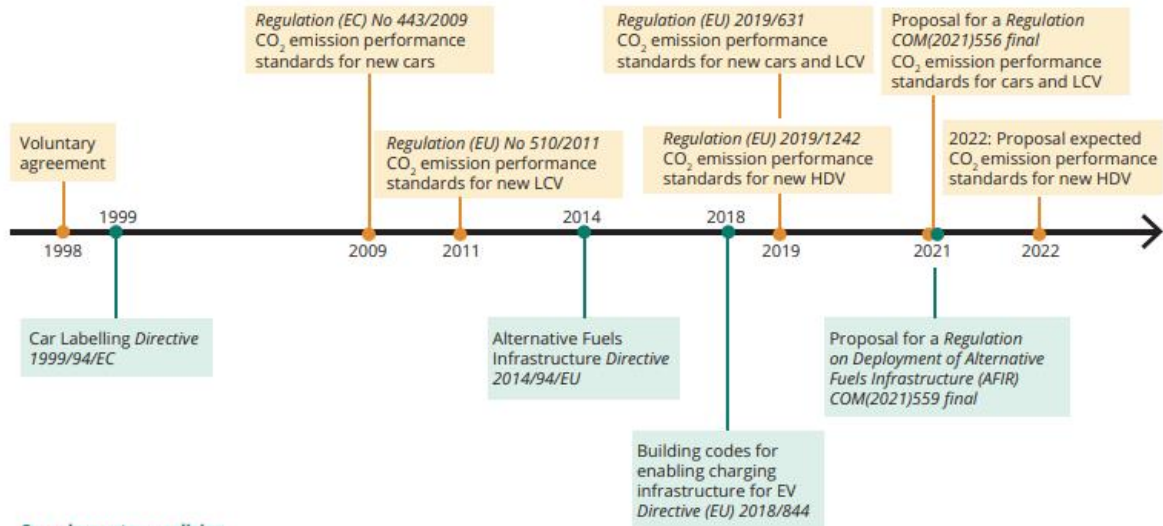 Regulation (EC) No 443/2009
CO₂ emission performance
standards for new cars
Regulation (EU) 2019/631
CO₂ emission performance
standards for new cars and LCV
Proposal for a Regulation
COM(2021)556 final
CO₂ emission performance
standards for cars and LCV
Voluntary
agreement
Regulation (EU) No 510/2011
CO₂ emission performance
standards for new LCV
Regulation (EU) 2019/1242
CO₂ emission performance
standards for new HDV
2022: Proposal expected
CO₂ emission performance
standards for new HDV
1999
2014
2018
1998
2009
2011
2019
2021
2022
Car Labelling Directive
1999/94/EC
Alternative Fuels
Infrastructure Directive
2014/94/EU
Proposal for a Regulation
on Deployment of Alternative
Fuels Infrastructure (AFIR)
COM(2021)559 final
Building codes for
enabling charging
infrastructure for EV
Directive (EU) 2018/844